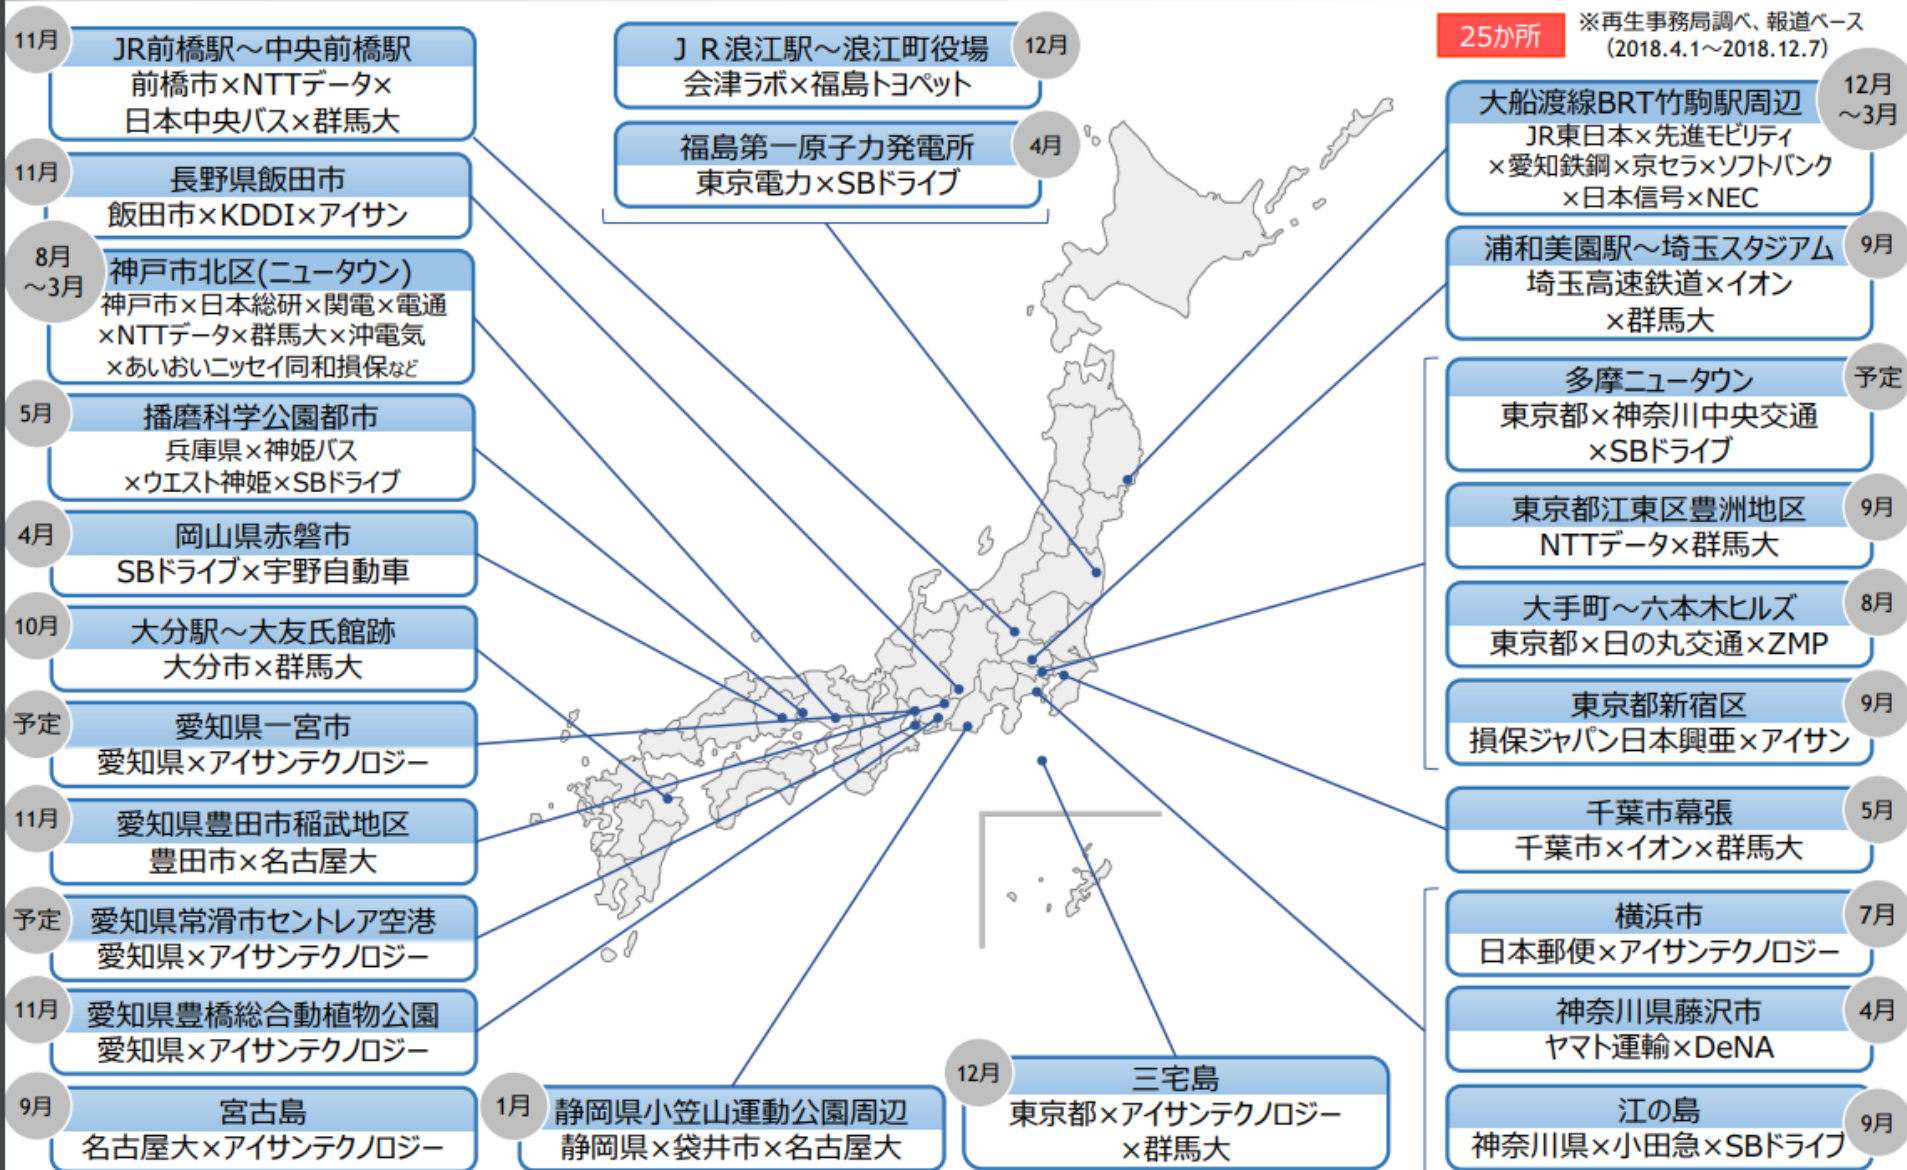 25か所
※再生事務局調べ、報道ベース
（2018.4.1～2018.12.7）
11月
JR前橋駅～中央前橋駅
前橋市×NTTデータ×
日本中央バス×群馬大
11月
長野県飯田市
飯田市×KDDI×アイサン
8月
～3月
神戸市北区(ニュータウン)
神戸市×日本総研×関電×電通
×NTTデータ×群馬大×沖電気
×あいおいニッセイ同和損保など
5月
播磨科学公園都市
兵庫県×神姫バス
×ウエスト神姫×SBドライブ
4月
岡山県赤磐市
SBドライブ×宇野自動車
10月
大分駅～大友氏館跡
大分市×群馬大
予定
愛知県一宮市
愛知県×アイサンテクノロジー
11月
愛知県豊田市稲武地区
豊田市×名古屋大
予定
愛知県常滑市セントレア空港
愛知県×アイサンテクノロジー
11月
愛知県豊橋総合動植物公園
愛知県×アイサンテクノロジー
9月
宮古島
名古屋大×アイサンテクノロジー
12月
ＪＲ浪江駅～浪江町役場
会津ラボ×福島トヨペット
4月
福島第一原子力発電所
東京電力×SBドライブ
1月
静岡県小笠山運動公園周辺
静岡県×袋井市×名古屋大
12月
三宅島
東京都×アイサンテクノロジー
×群馬大
12月
～3月
大船渡線BRT竹駒駅周辺
JR東日本×先進モビリティ
×愛知鉄鋼×京セラ×ソフトバンク
×日本信号×NEC
9月
浦和美園駅～埼玉スタジアム
埼玉高速鉄道×イオン
×群馬大
予定
多摩ニュータウン
東京都×神奈川中央交通
×SBドライブ
9月
東京都江東区豊洲地区
NTTデータ×群馬大
8月
大手町～六本木ヒルズ
東京都×日の丸交通×ZMP
9月
東京都新宿区
損保ジャパン日本興亜×アイサン
5月
千葉市幕張
千葉市×イオン×群馬大
7月
横浜市
日本郵便×アイサンテクノロジー
4月
神奈川県藤沢市
ヤマト運輸×DeNA
9月
江の島
神奈川県×小田急×SBドライブ